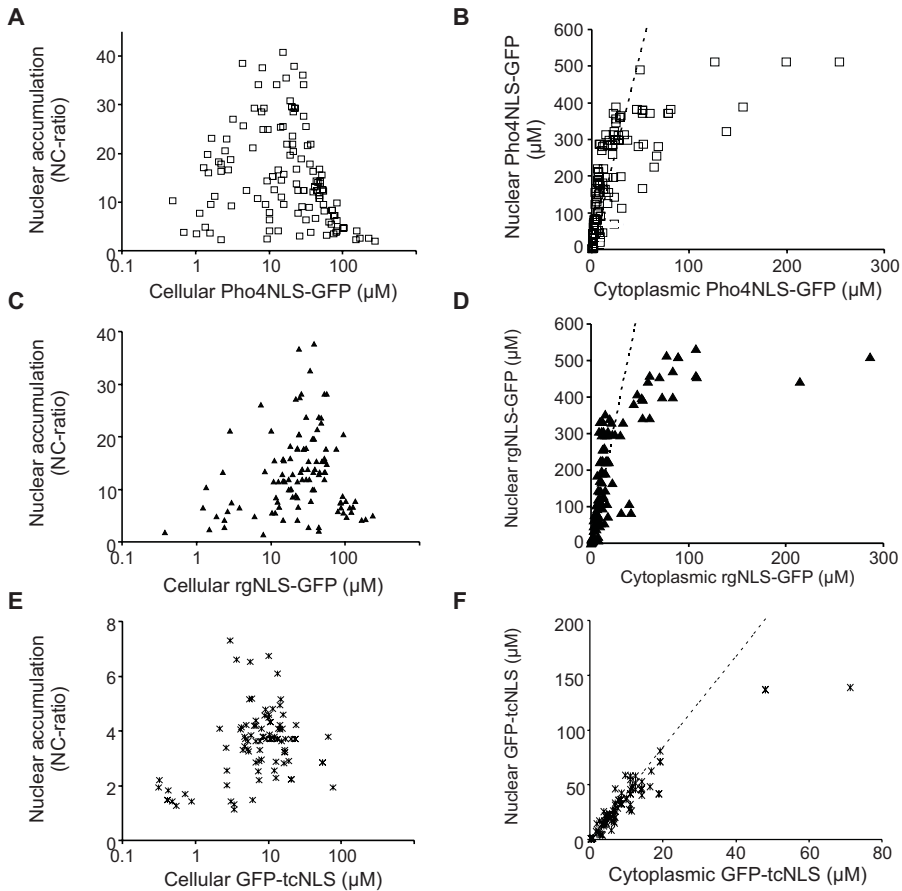 A
Nuclear accumulation
(NC-ratio)
40
30
20
10
0
0.1
1
10
100
Cellular Pho4NLS-GFP (µM)
B
Nuclear Pho4NLS-GFP
(µM)
600
500
400
300
200
100
0
0
100
200
300
Cytoplasmic Pho4NLS-GFP (µM)
C
Nuclear accumulation
(NC-ratio)
40
30
20
10
0
0.1
1
10
100
Cellular rgNLS-GFP (µM)
D
Nuclear rgNLS-GFP (µM)
600
500
400
300
200
100
0
0
100
200
300
Cytoplasmic rgNLS-GFP (µM)
E
Nuclear accumulation
(NC-ratio)
8
6
4
2
0
0.1
1
10
100
Cellular GFP-tcNLS (µM)
F
Nuclear GFP-tcNLS (µM)
200
150
100
50
0
0
20
40
60
80
Cytoplasmic GFP-tcNLS (µM)